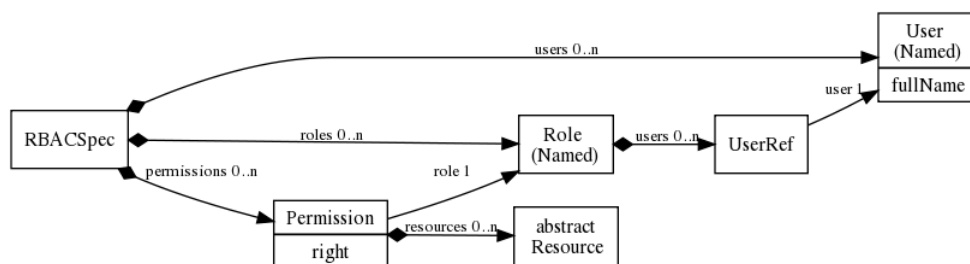 User
(Named)
users 0..n
fullName
user 1
RBACSpec
roles 0..n
Role
(Named)
users 0..n
UserRef
permissions 0..n
role 1
Permission
resources 0..n
abstract
Resource
right